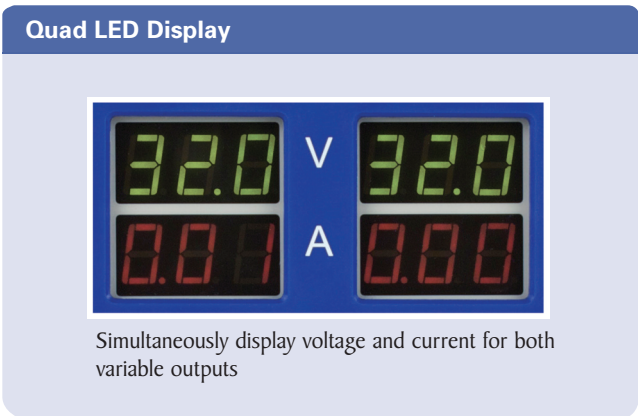 Quad LED Display
32.0 V 32.0
0.01 A 0.00
Simultaneously display voltage and current for both
variable outputs